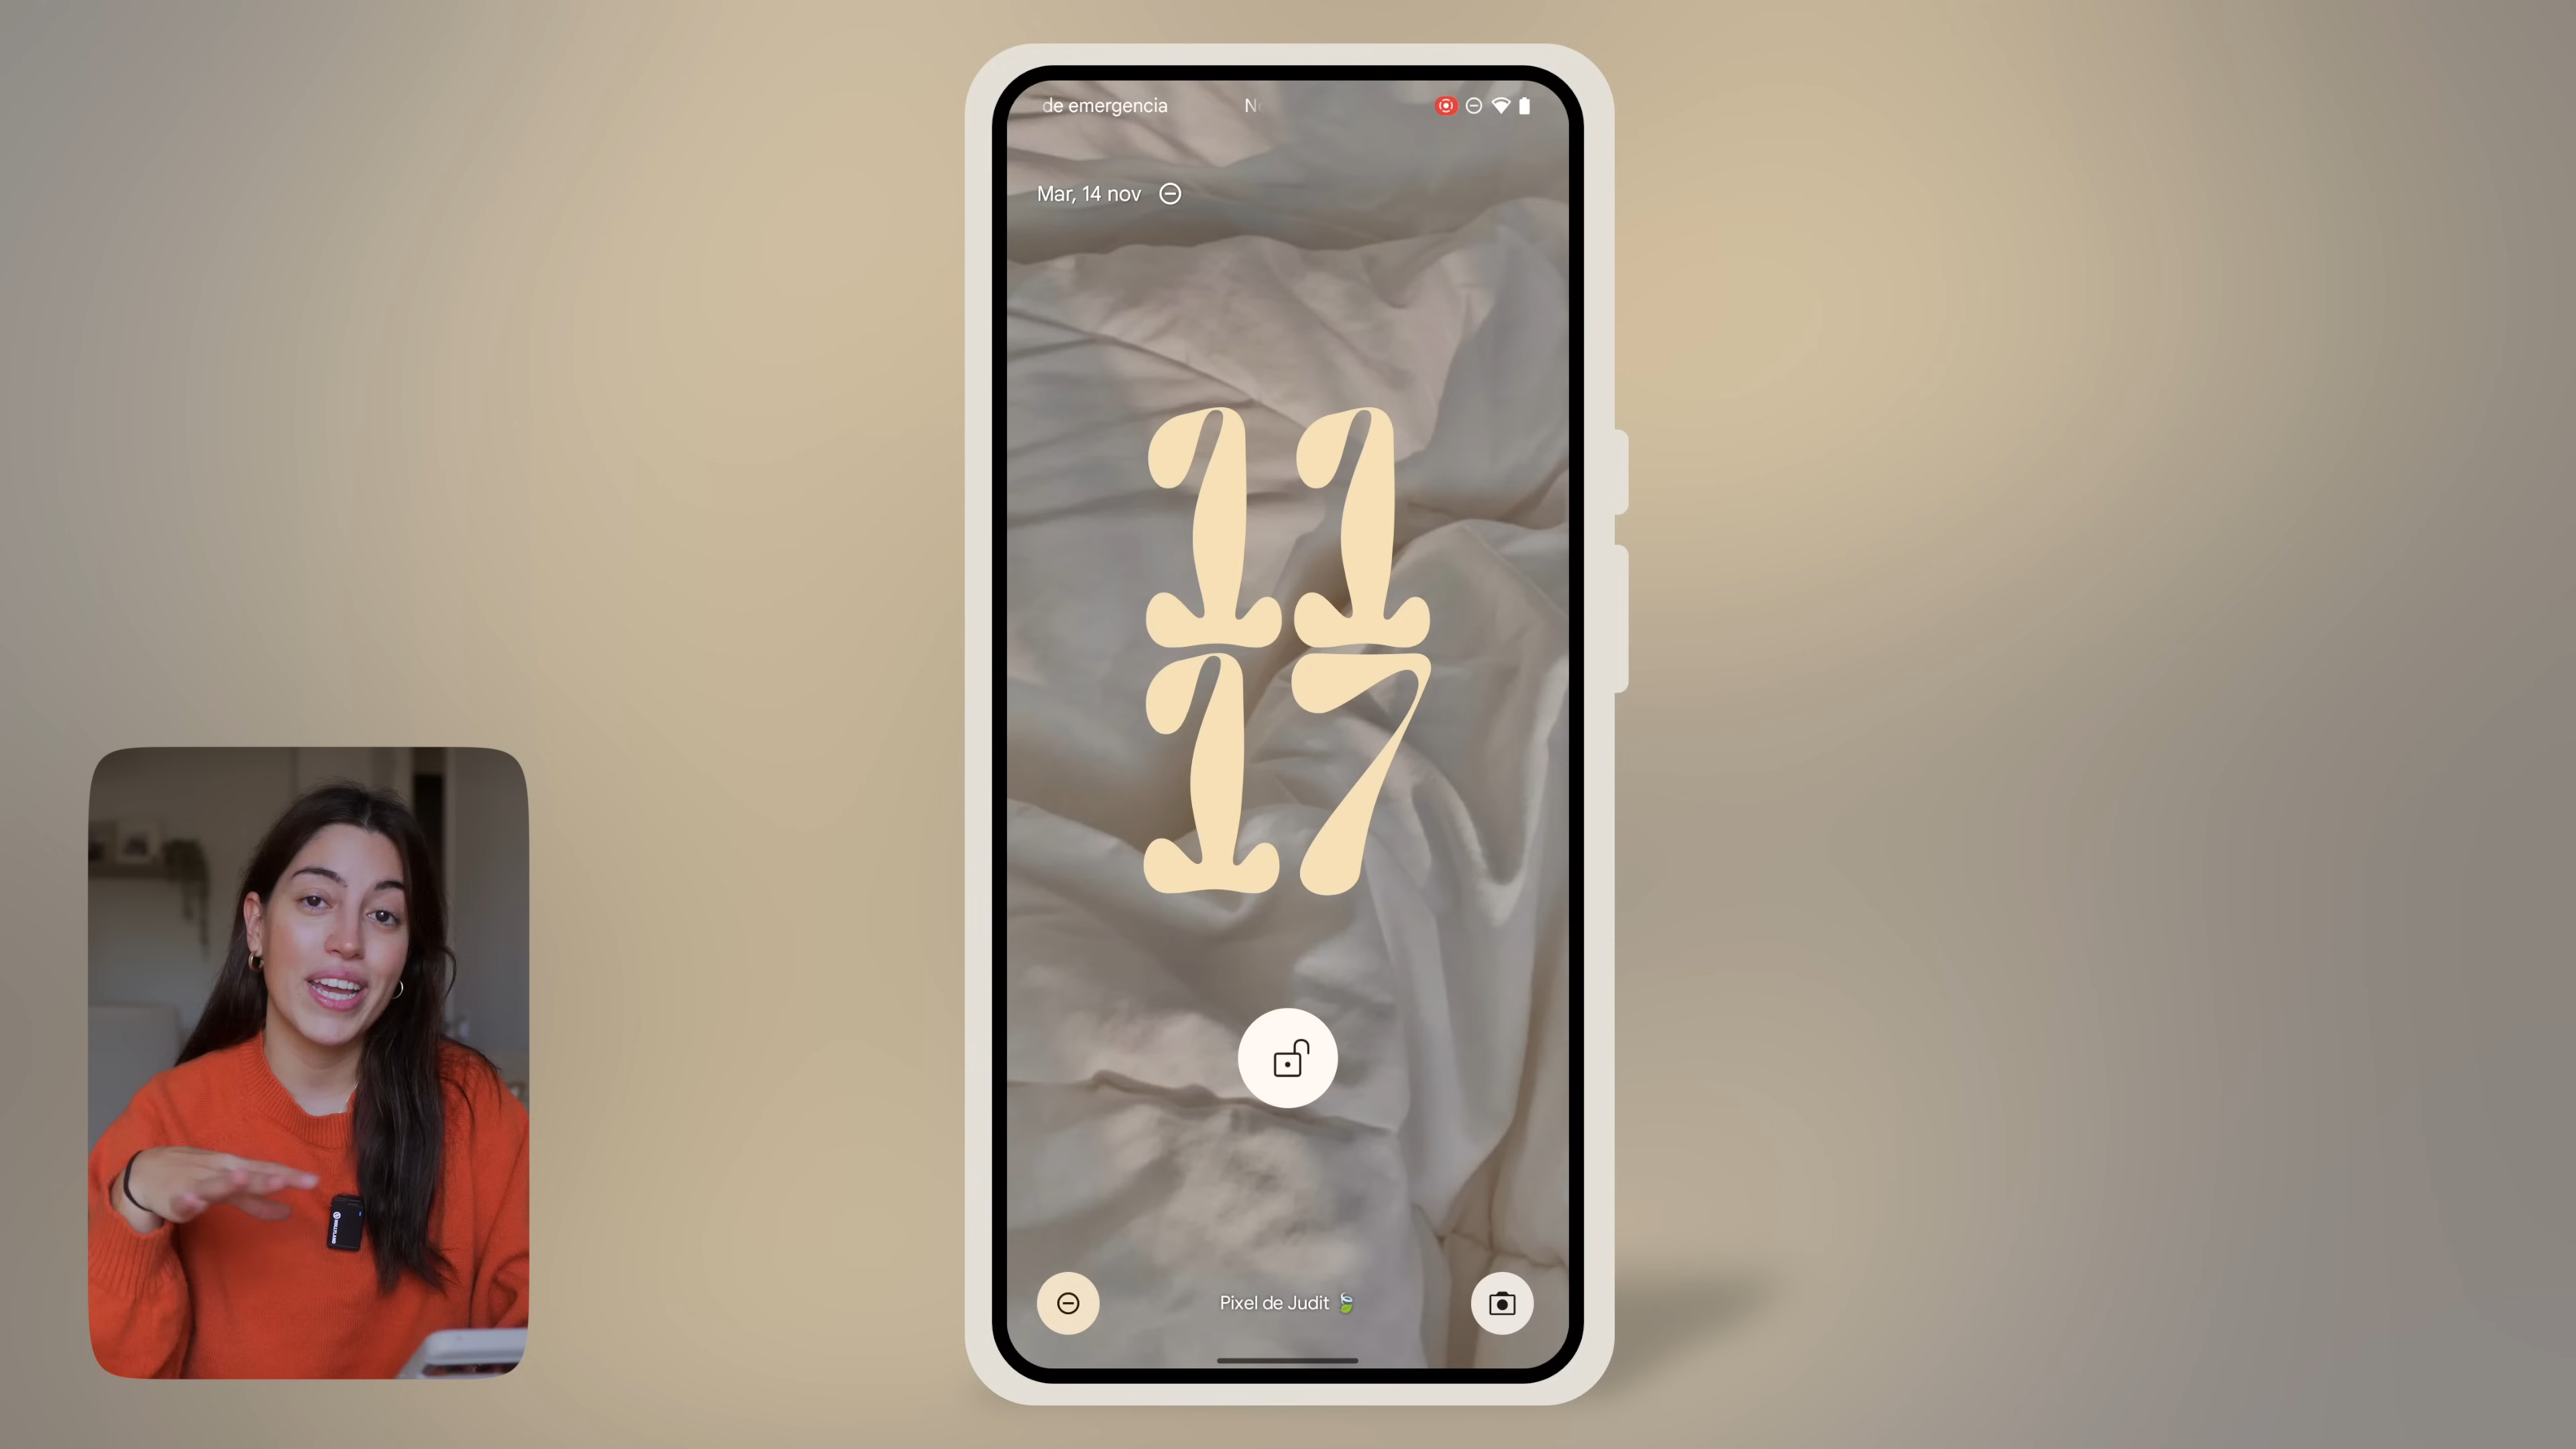 de emergencia
Mar, 14 nov
11
17
Pixel de Judit 🍃